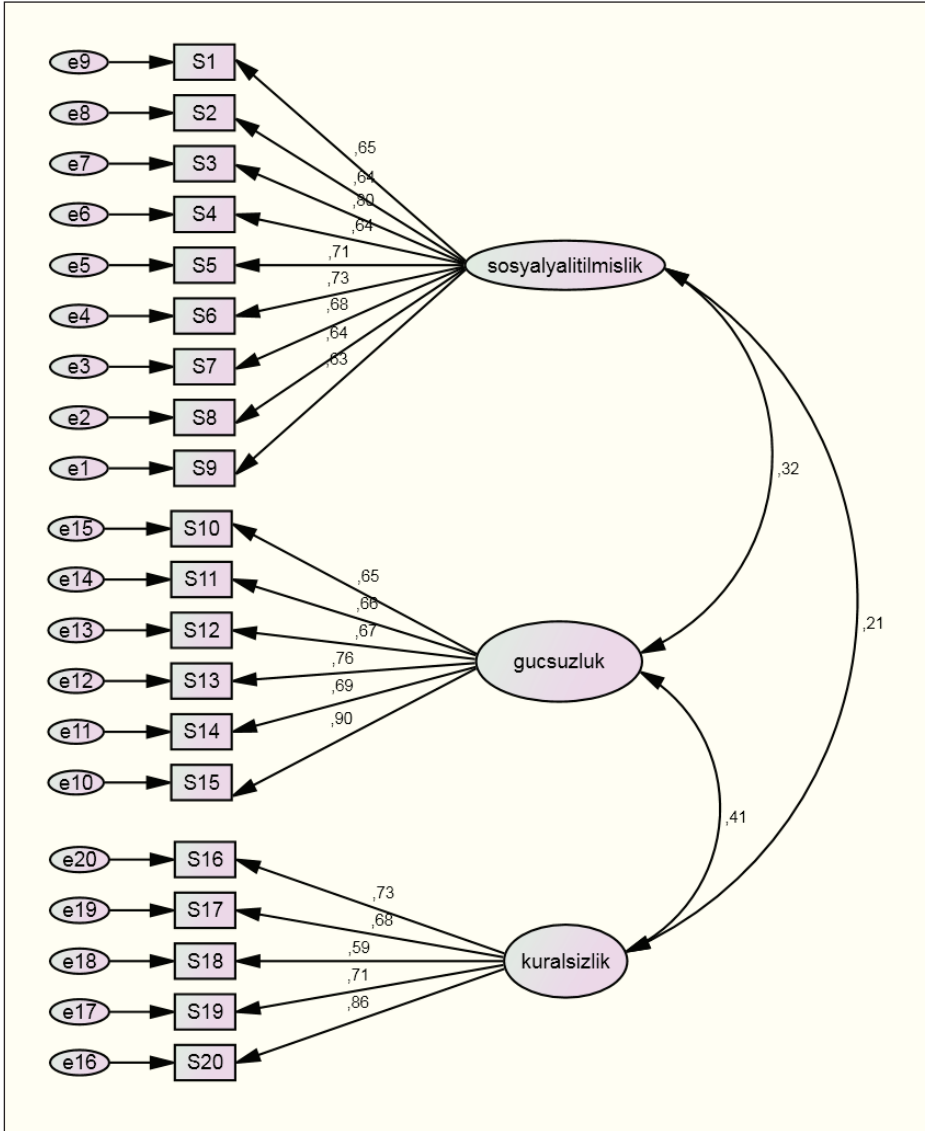 e9 S1
e8 S2
,65
e7 S3
,64
,80
e6 S4
,64
e5 S5
,71
sosyalyalitilmislik
,73
e4 S6
,68
,64
e3 S7
,63
e2 S8
e1 S9
,32
e15 S10
e14 S11
,65
,66
e13 S12
,67
,21
,76
gucsuzluk
e12 S13
,69
,90
e11 S14
e10 S15
,41
e20 S16
,73
e19 S17
,68
,59
e18 S18
kuralsizlik
,71
,86
e17 S19
e16 S20